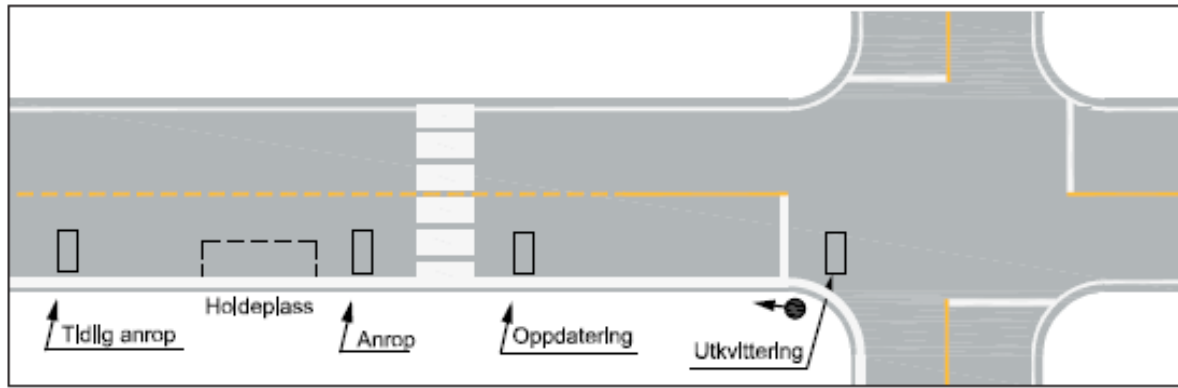 Tidlig anrop
Holdeplass
Anrop
Oppdatering
Utkvittering